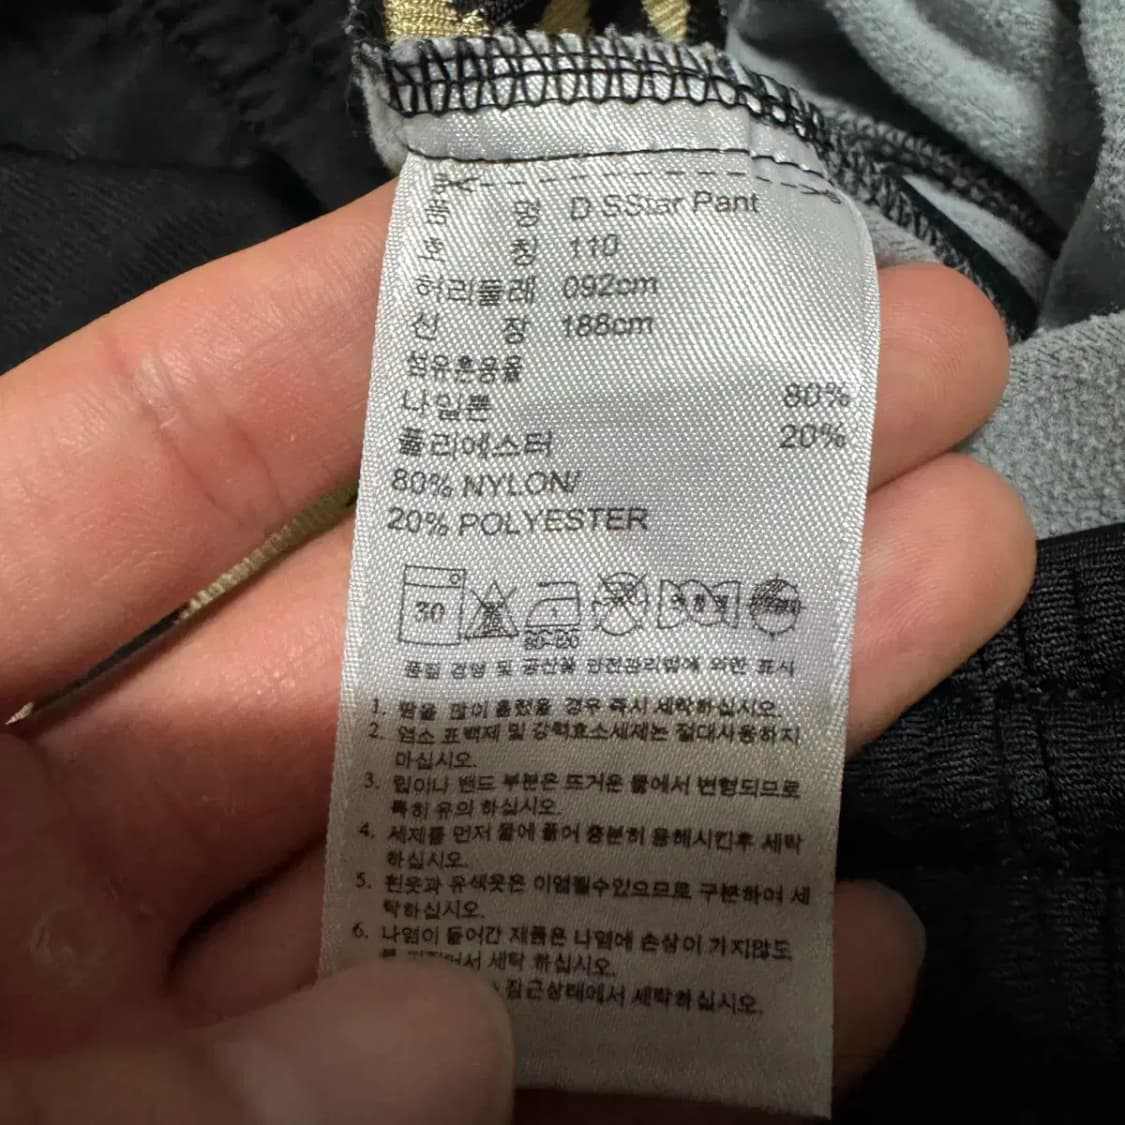 명 D SStar Pant
호 칭 110
허리둘레 092cm
신 장 188cm
섬유혼용율
나일론 80%
폴리에스터 20%
80% NYLON/
20% POLYESTER
30
품질 경영 및 공산품 안전관리법에 의한 표시
1. 땀을 많이 흘렸을 경우 즉시 세탁하십시오.
2. 염소 표백제 및 강력효소세제는 절대사용하지
마십시오.
3. 립이나 밴드 부분은 뜨거운 물에서 변형되므로
특히 유의 하십시오.
4. 세제를 먼저 물에 풀어 충분히 용해시킨후 세탁
하십시오.
5. 흰옷과 유색옷은 이염될수있으므로 구분하여 세
탁하십시오.
6. 나염이 들어간 제품은 나염에 손상이 가지않도
세탁 하십시오.
세탁하십시오.